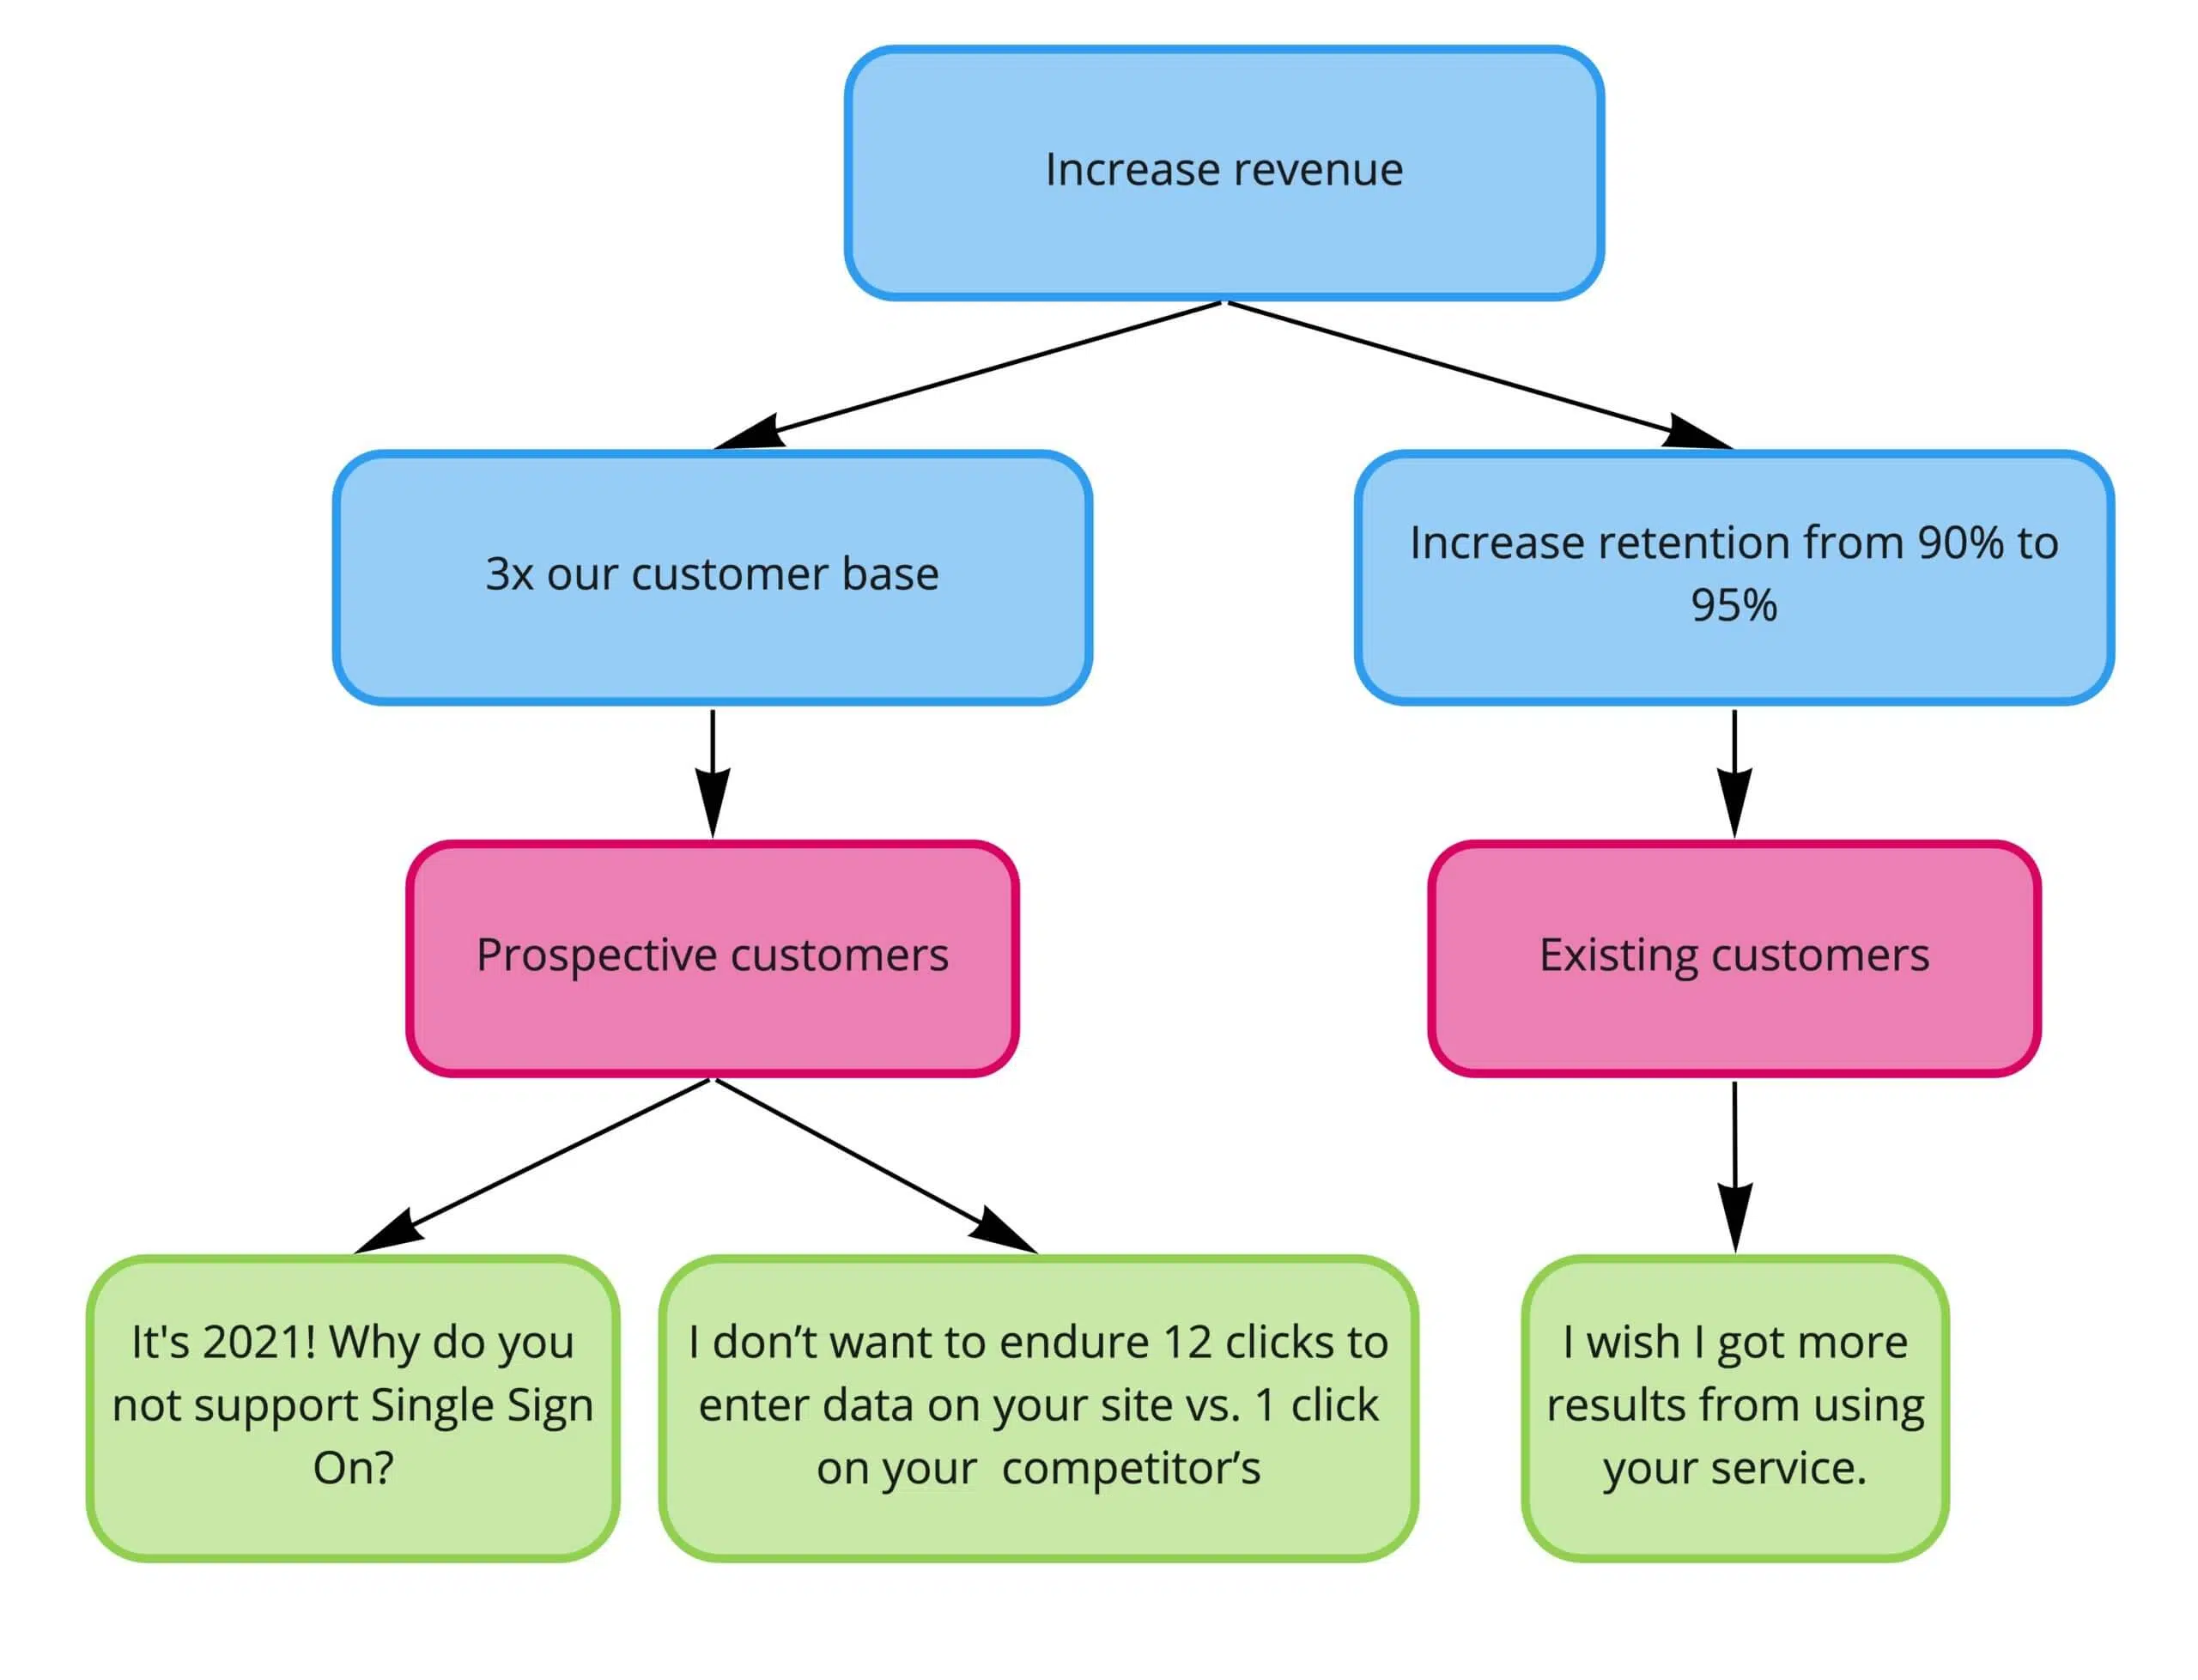 Increase revenue
3x our customer base
Increase retention from 90% to
95%
Prospective customers
Existing customers
It's 2021! Why do you
not support Single Sign
On?
I don’t want to endure 12 clicks to
enter data on your site vs. 1 click
on your  competitor’s
I wish I got more
results from using
your service.